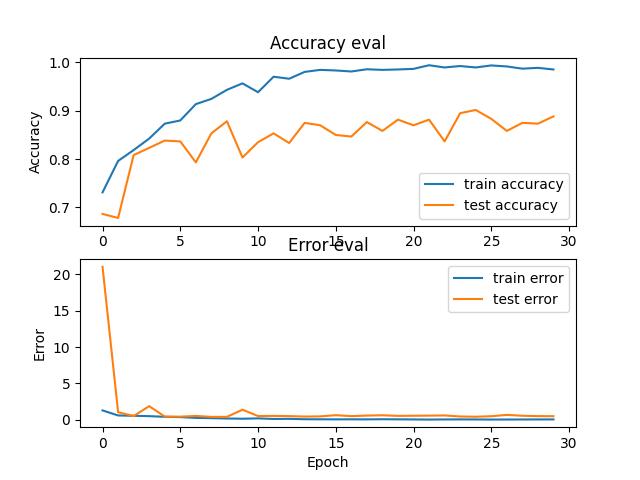 Accuracy eval
Accuracy
1.0
0.9
0.8
0.7
train accuracy
test accuracy
0 5 10 15 20 25 30
Error eval
Error
20
15
10
5
0
train error
test error
0 5 10 15 20 25 30
Epoch